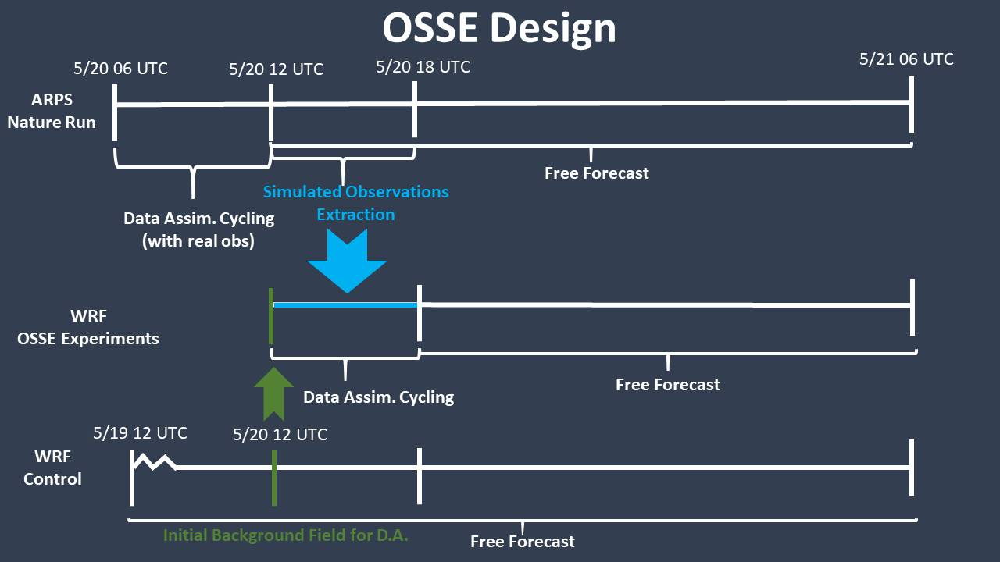 OSSE Design
5/20 06 UTC
5/20 12 UTC
5/20 18 UTC
5/21 06 UTC
ARPS
Nature Run
Free Forecast
Simulated Observations
Extraction
Data Assim. Cycling
(with real obs)
WRF
OSSE Experiments
Free Forecast
Data Assim. Cycling
5/19 12 UTC
5/20 12 UTC
WRF
Control
Initial Background Field for D.A.
Free Forecast